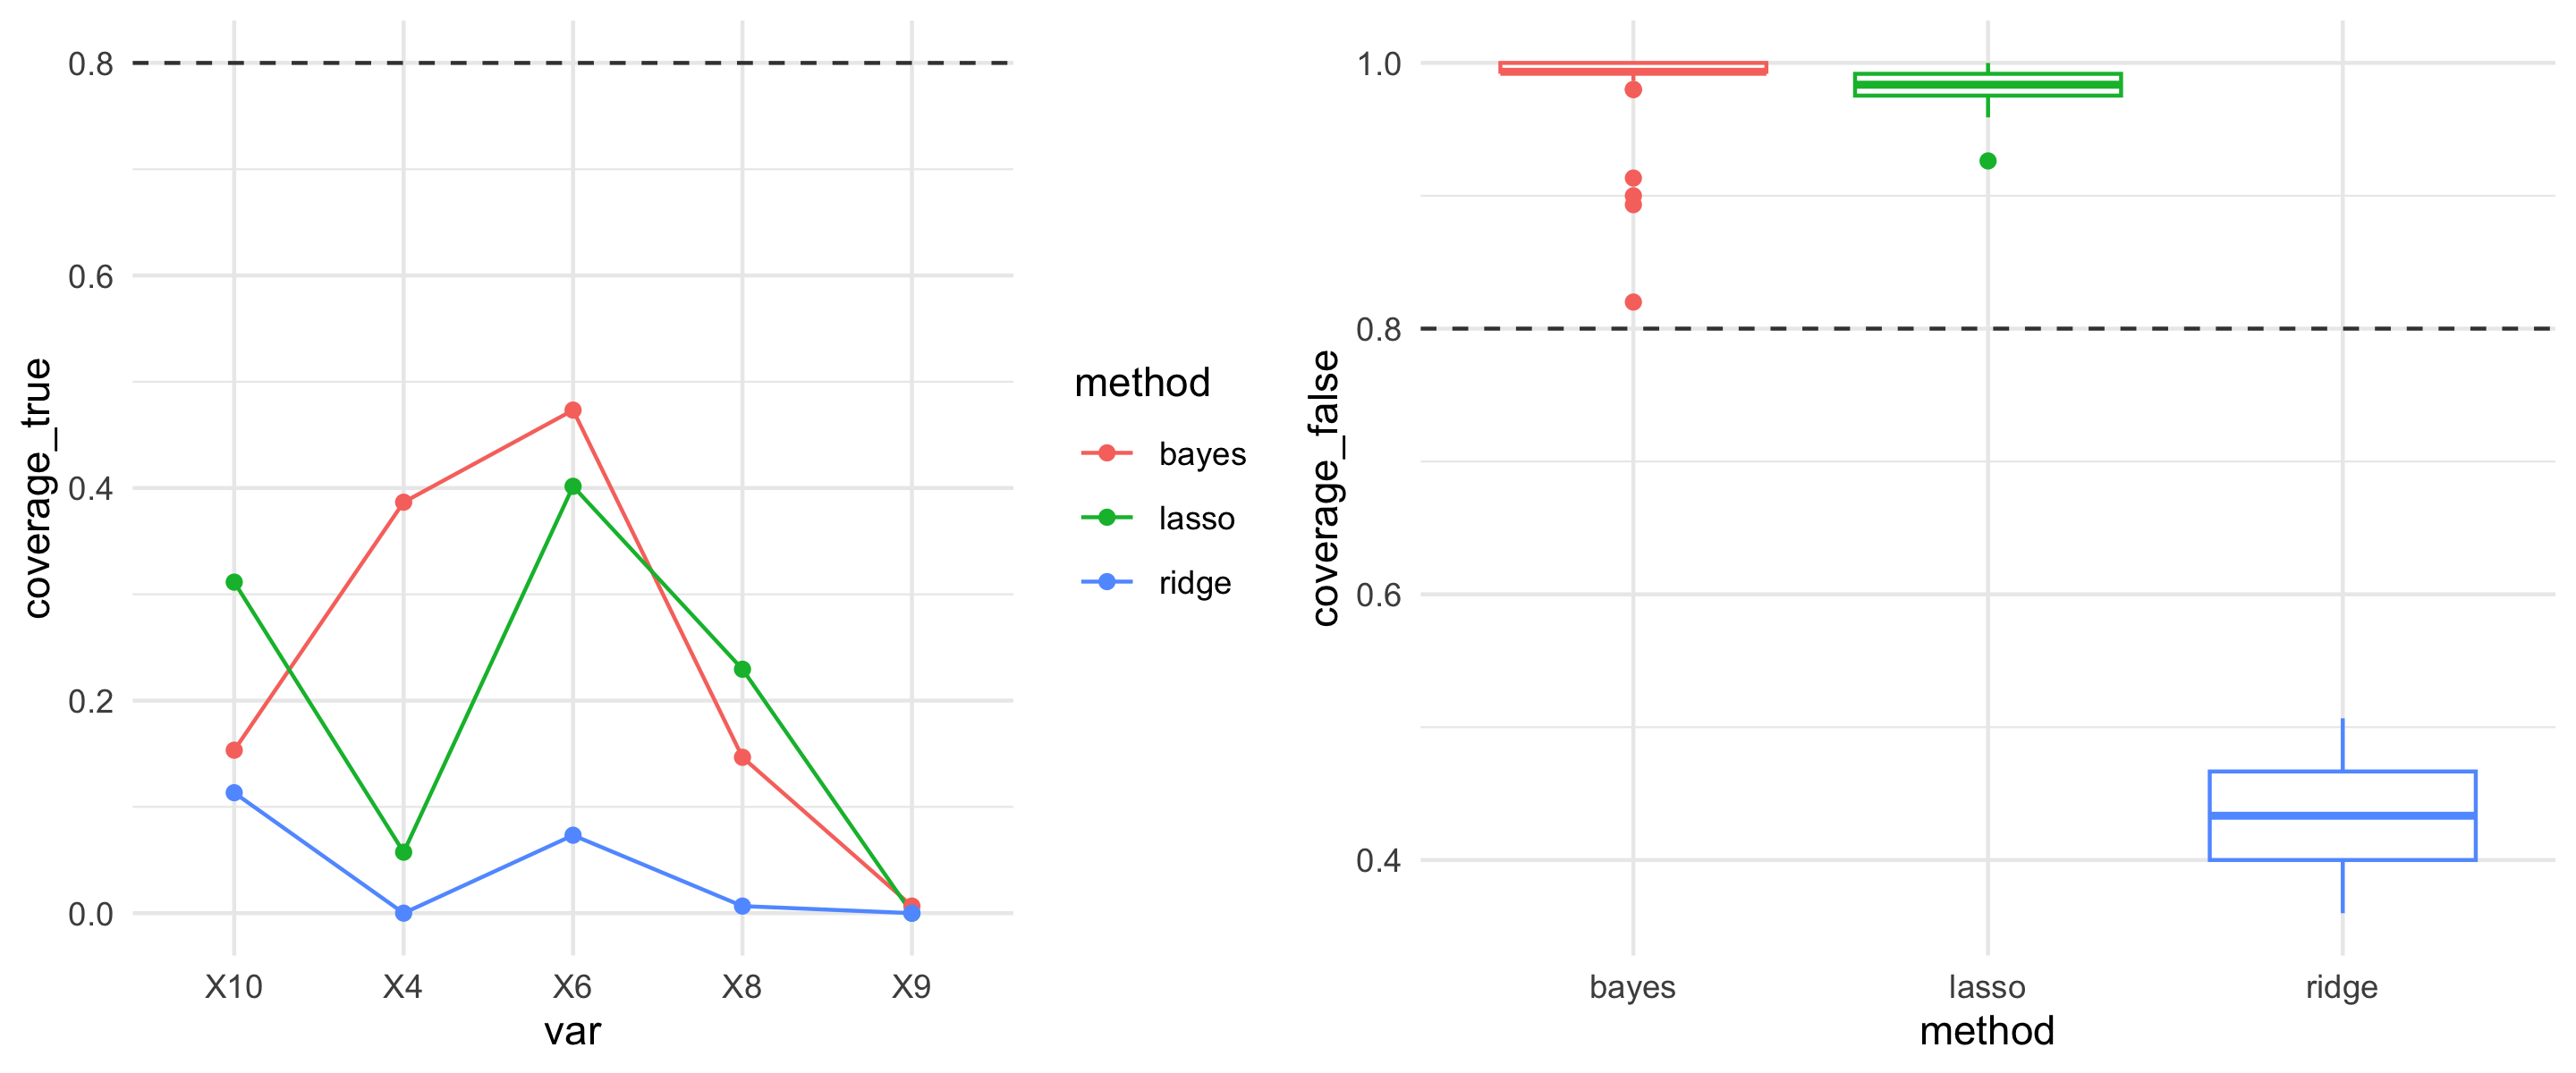 coverage_true
0.8
0.6
0.4
0.2
0.0
X10 X4 X6 X8 X9
var
method
bayes
lasso
ridge
coverage_false
1.0
0.8
0.6
0.4
bayes lasso ridge
method